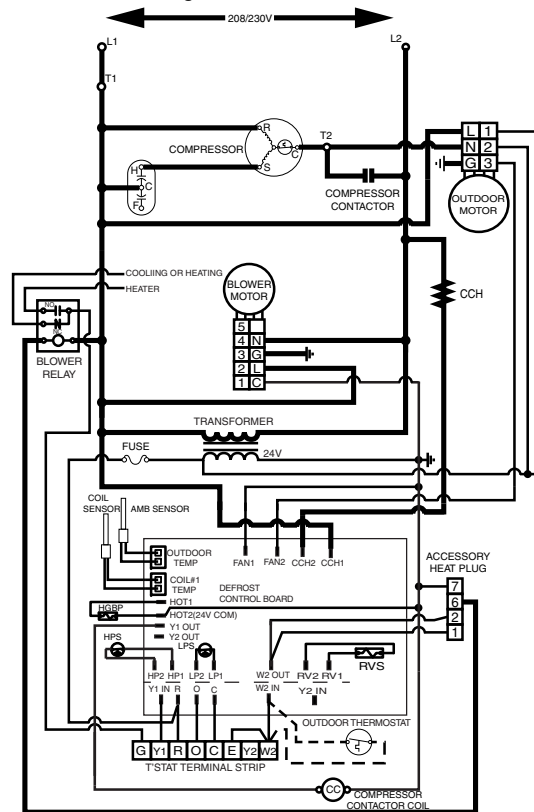 208/230V
L1
L2
T1
R
COMPRESSOR
C
S
T2
H
C
F
COMPRESSOR
CONTACTOR
L 1
N 2
G 3
OUTDOOR
MOTOR
COOLIING OR HEATING
HEATER
NO
NC
BLOWER
RELAY
BLOWER
MOTOR
5
4 N
3 G
2 L
1 C
CCH
TRANSFORMER
FUSE
24V
COIL
SENSOR
AMB SENSOR
OUTDOOR
TEMP
COIL#1
TEMP
FAN1
FAN2
CCH2
CCH1
DEFROST
CONTROL BOARD
ACCESSORY
HEAT PLUG
7
6
2
1
HGBP
HOT1
HOT2(24V COM)
Y1 OUT
Y2 OUT
HPS
LPS
HP2 HP1 LP2 LP1
Y1 IN R O C
W2 OUT
W2 IN
RV2 RV1
Y2 IN
RVS
OUTDOOR THERMOSTAT
G Y1 R O C E Y2 W2
T'STAT TERMINAL STRIP
CC
COMPRESSOR
CONTACTOR COIL